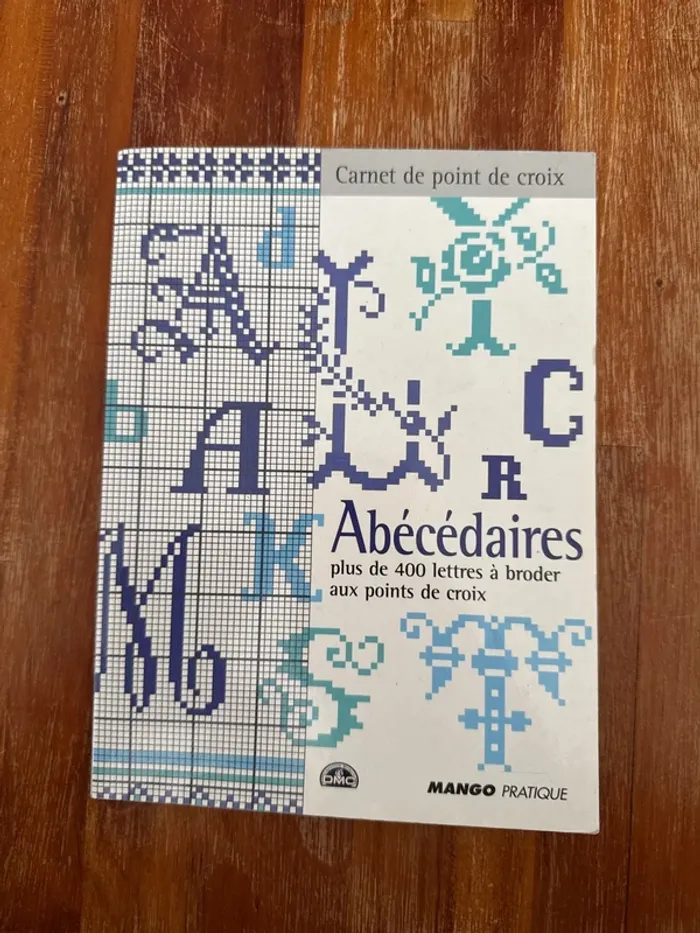 Carnet de point de croix
d
A
I
Y
b
A
C
R
M
K
Abécédaires
plus de 400 lettres à broder
aux points de croix
S
T
DMC
MANGO PRATIQUE